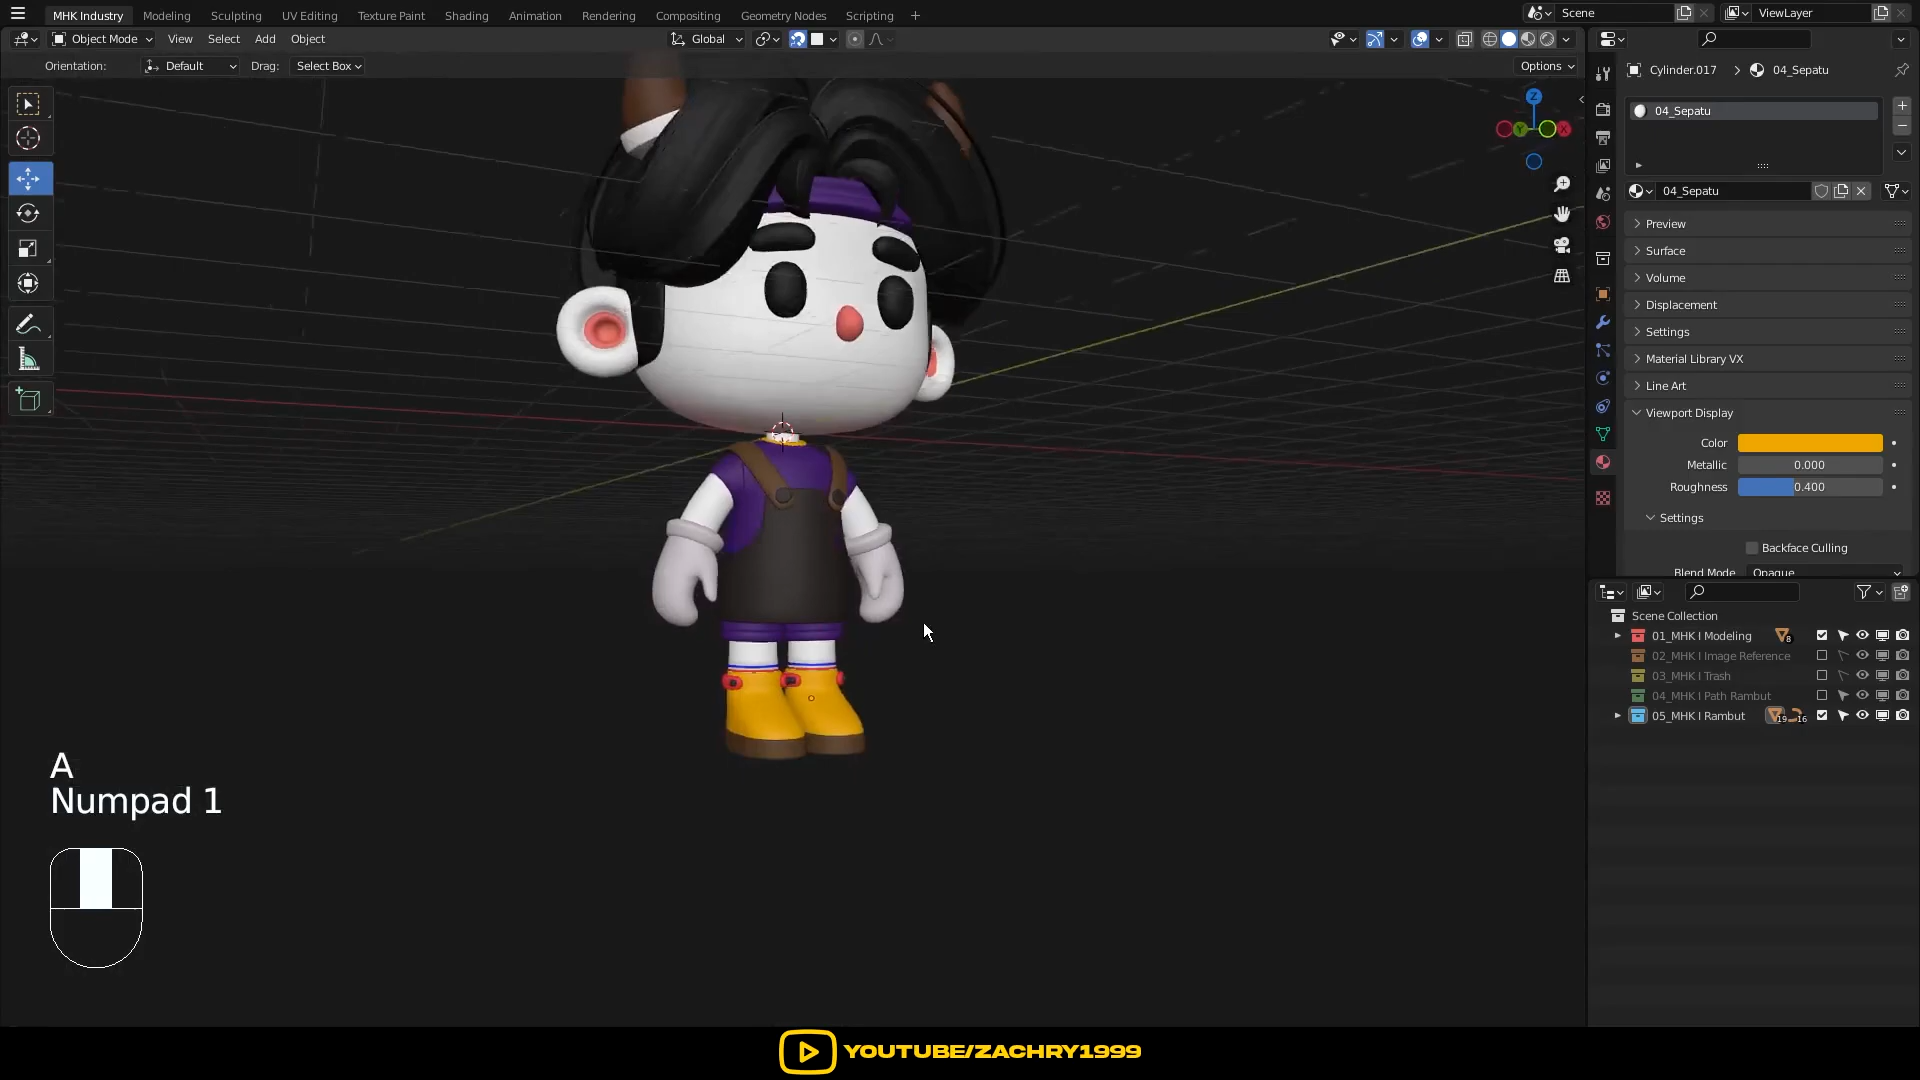 MHK Industry Modeling Sculpting UV Editing Texture Paint Shading Animation Rendering Compositing Geometry Nodes Scripting + Scene ViewLayer
Object Mode View Select Add Object Global
Orientation: Default Drag: Select Box Options
Cylinder.017 04_Sepatu
04_Sepatu
04_Sepatu
Preview
Surface
Volume
Displacement
Settings
Material Library VX
Line Art
Viewport Display
Color
Metallic 0.000
Roughness 0.400
Settings
Backface Culling
Blend Mode Opaque
Scene Collection
01_MHK I Modeling 8
02_MHK I Image Reference
03_MHK I Trash
04_MHK I Path Rambut
05_MHK I Rambut 19 16
Z
Y X
A
Numpad 1
YOUTUBE/ZACHRY1999